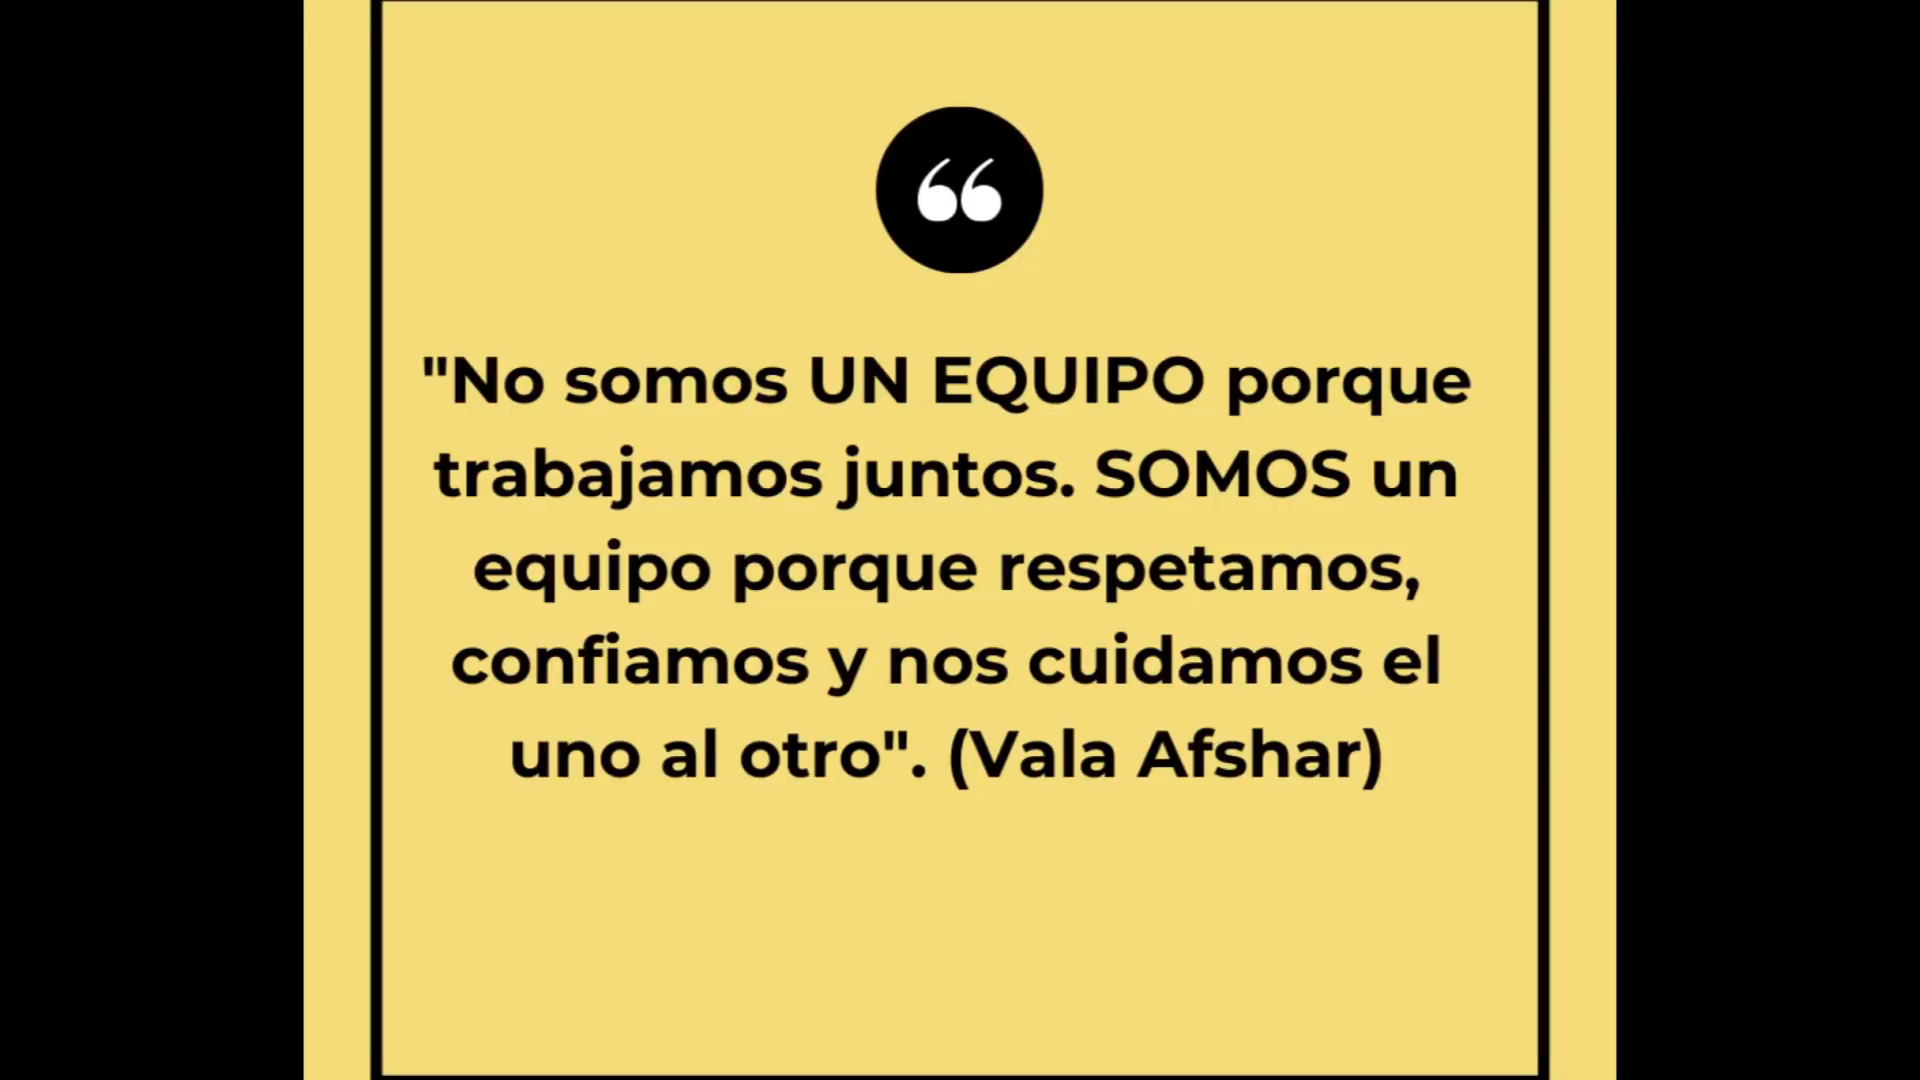 "No somos UN EQUIPO porque
trabajamos juntos. SOMOS un
equipo porque respetamos,
confiamos y nos cuidamos el
uno al otro". (Vala Afshar)